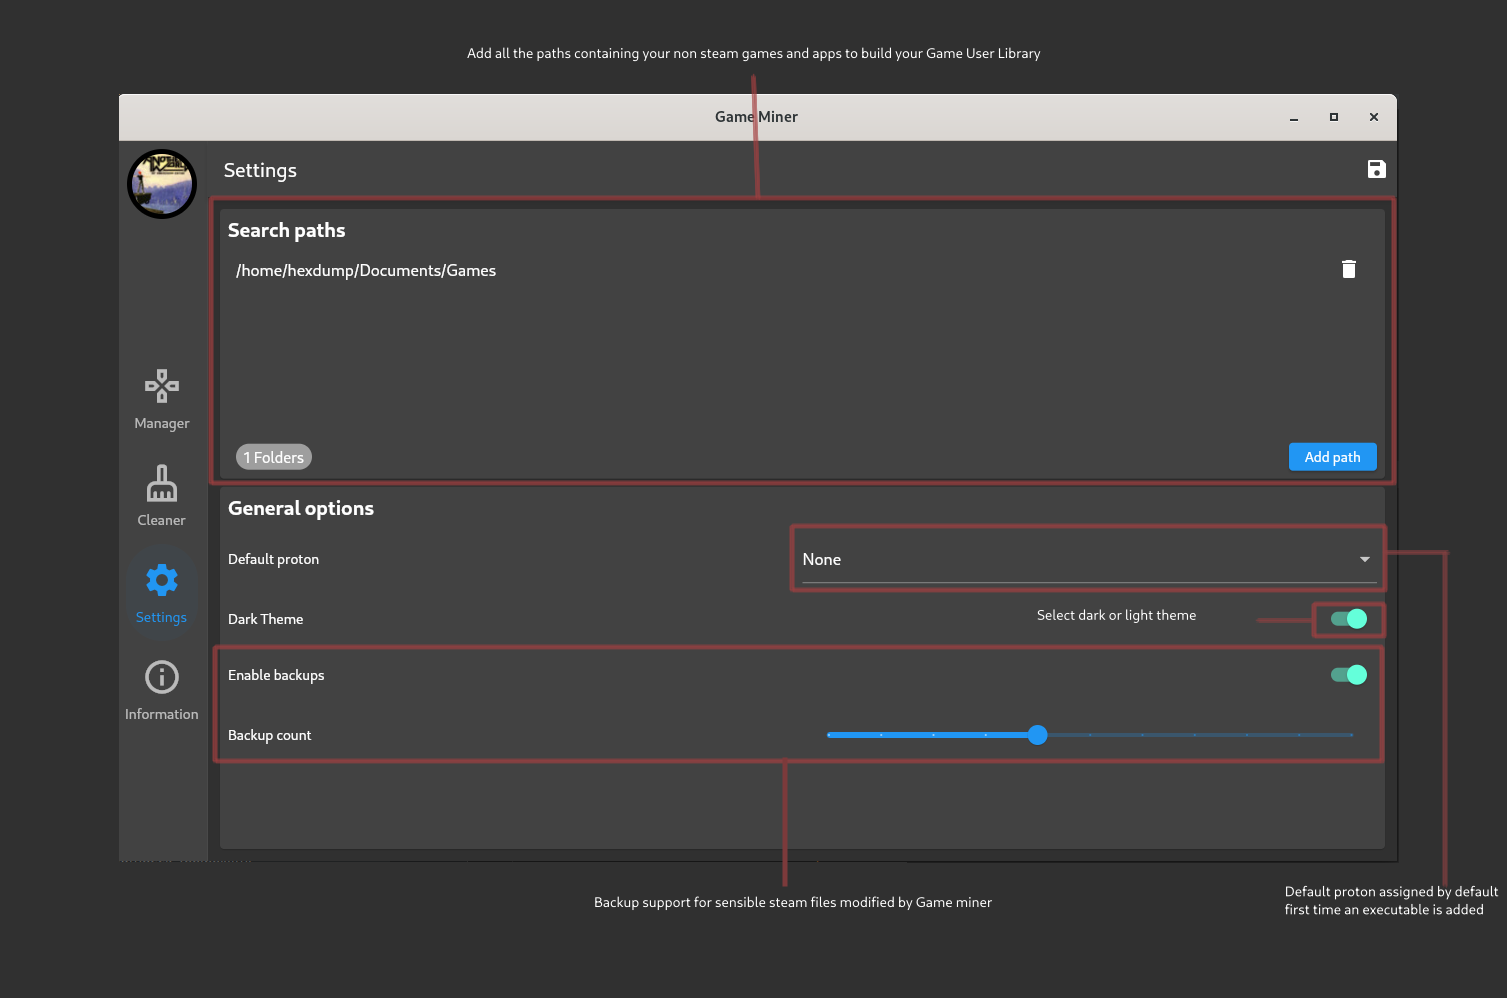 Add all the paths containing your non steam games and apps to build your Game User Library
Game Miner
Settings
Search paths
/home/hexdump/Documents/Games
1 Folders
Add path
Manager
Cleaner
Settings
Information
General options
Default proton
None
Dark Theme
Select dark or light theme
Enable backups
Backup count
Backup support for sensible steam files modified by Game miner
Default proton assigned by default
first time an executable is added